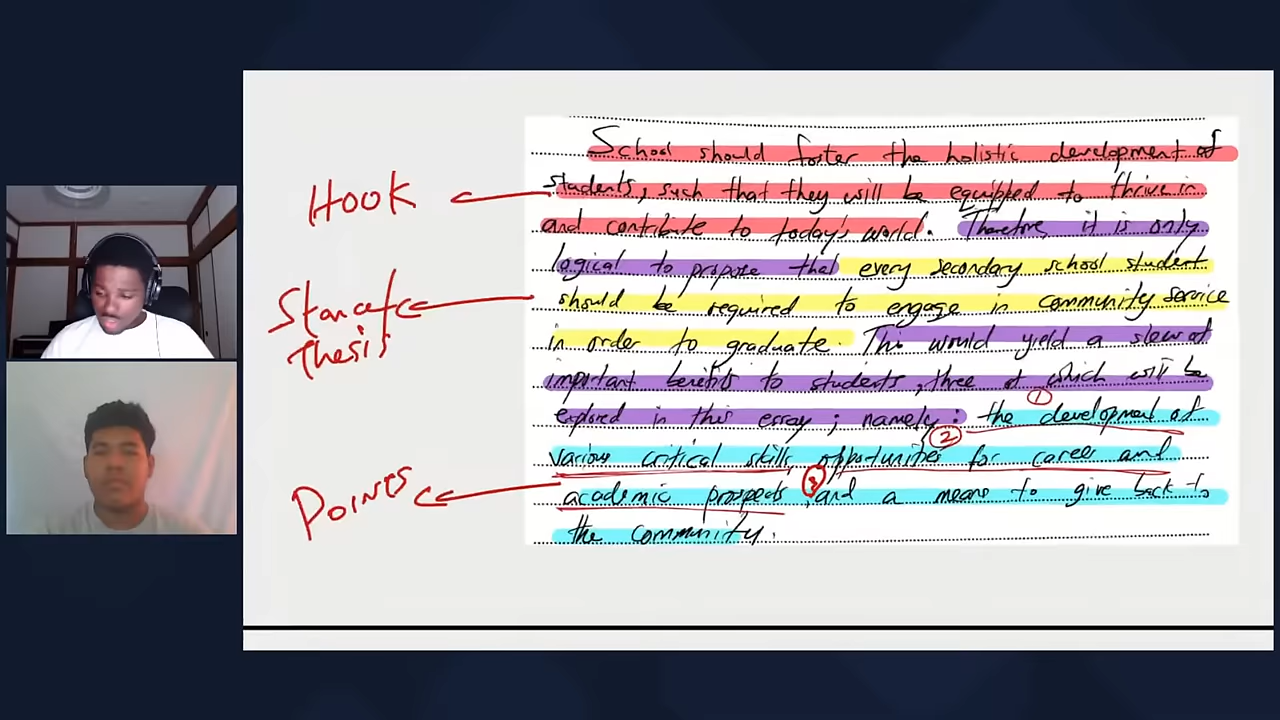 School should foster the holistic development of
students, such that they will be equipped to thrive in
and contribute to today's world. Therefore, it is only
logical to propose that every secondary school student
should be required to engage in community service
in order to graduate. This would yield a slew of
important benefits to students, three of which will be
explored in this essay; namely: the development of
various critical skills, opportunities for career and
academic prospects, and a means to give back to
the community.
Hook
Stance/
Thesis
Points
1
2
3